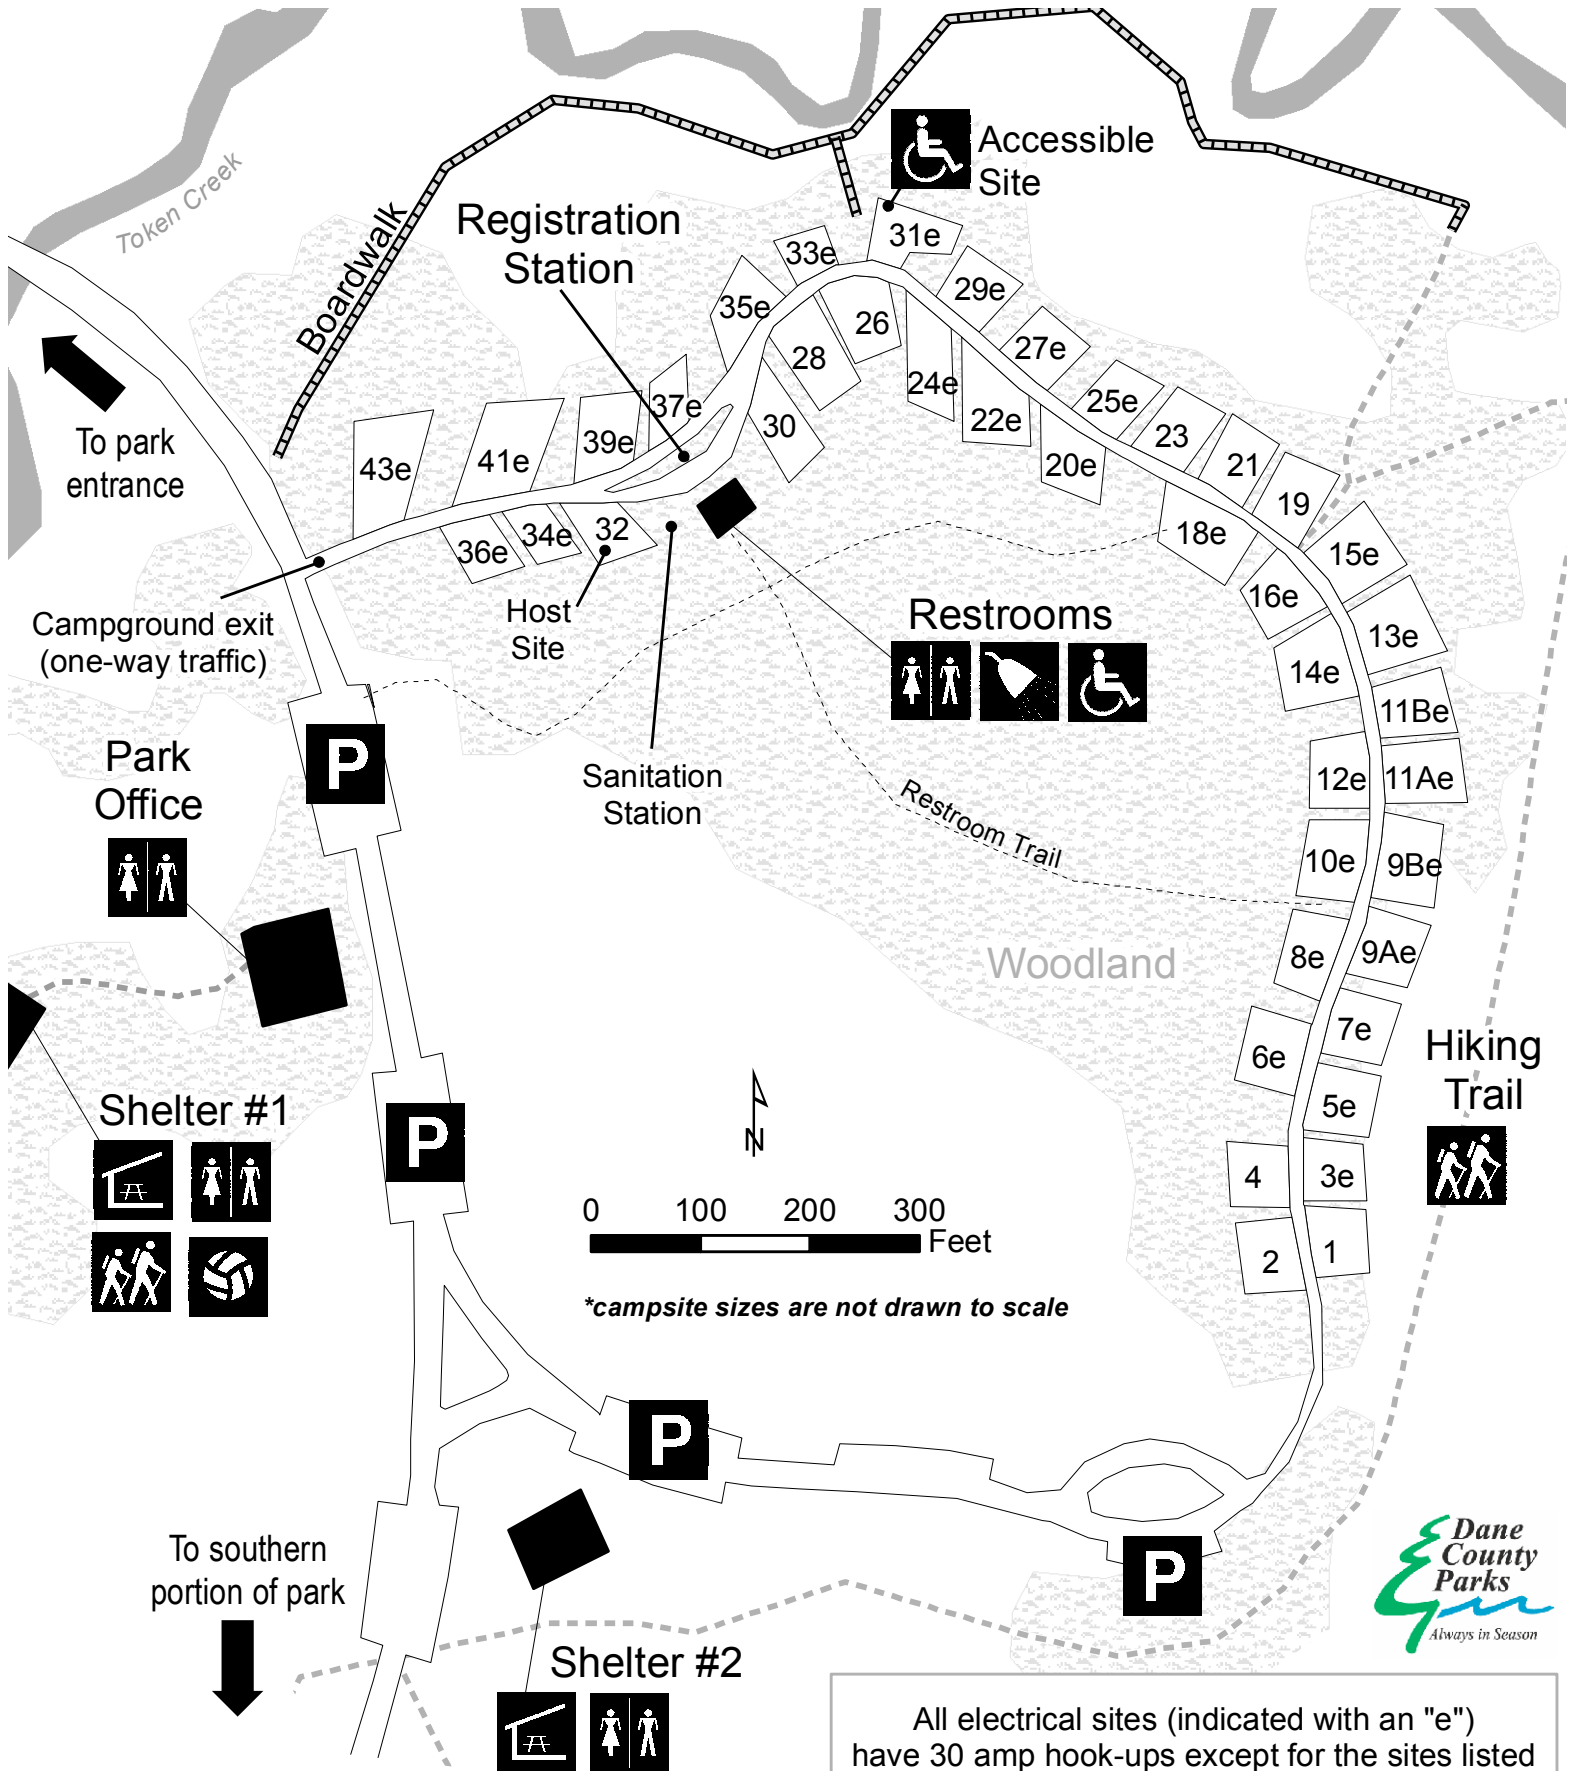 Token Creek
Boardwalk
Registration
Station
Accessible
Site
31e
33e
29e
35e
26
27e
28
24e
25e
37e
22e
23
30
39e
21
20e
41e
43e
19
18e
15e
32
34e
36e
16e
13e
14e
11Be
12e
11Ae
10e
9Be
8e
9Ae
7e
6e
5e
4
3e
2
1
To park
entrance
Campground exit
(one-way traffic)
Host
Site
Restrooms
Sanitation
Station
Park
Office
P
Restroom Trail
Woodland
Hiking
Trail
Shelter #1
P
N
0 100 200 300
Feet
*campsite sizes are not drawn to scale
P
P
To southern
portion of park
Shelter #2
Dane
County
Parks
Always in Season
All electrical sites (indicated with an "e")
have 30 amp hook-ups except for the sites listed